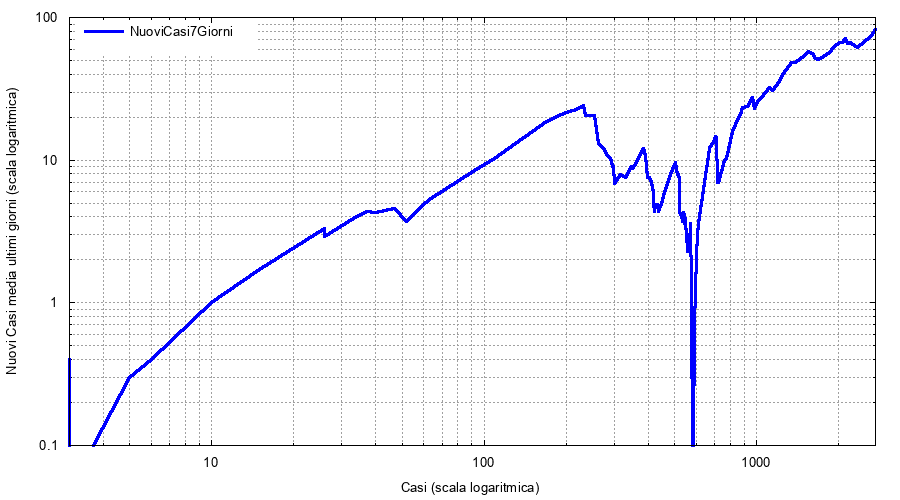 100
NuoviCasi7Giorni
10
1
0.1
Nuovi Casi media ultimi giorni (scala logaritmica)
10 100 1000
Casi (scala logaritmica)